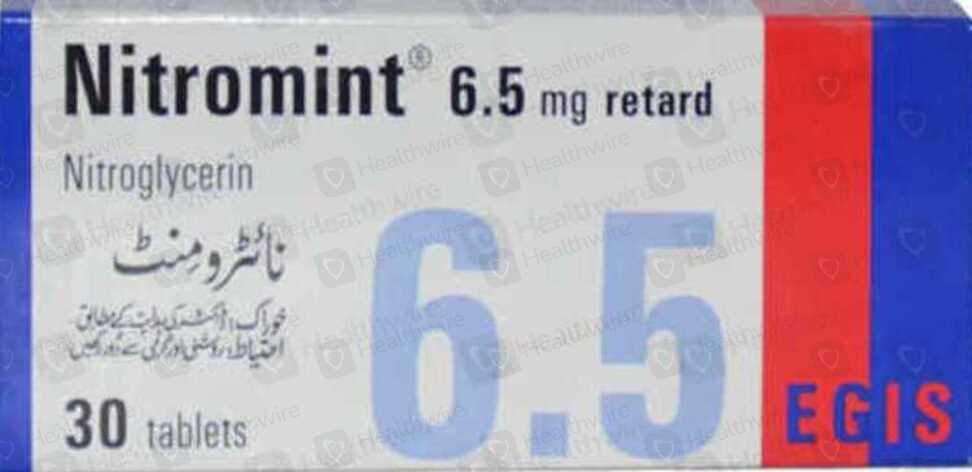 Nitromint® 6.5 mg retard
Nitroglycerin
نائٹرومنٹ
خوراک: ڈاکٹر کی ہدایت کے مطابق
احتیاط: روشنی اور گرمی سے دور رکھیں
30 tablets
6.5
EGIS
Healthwire